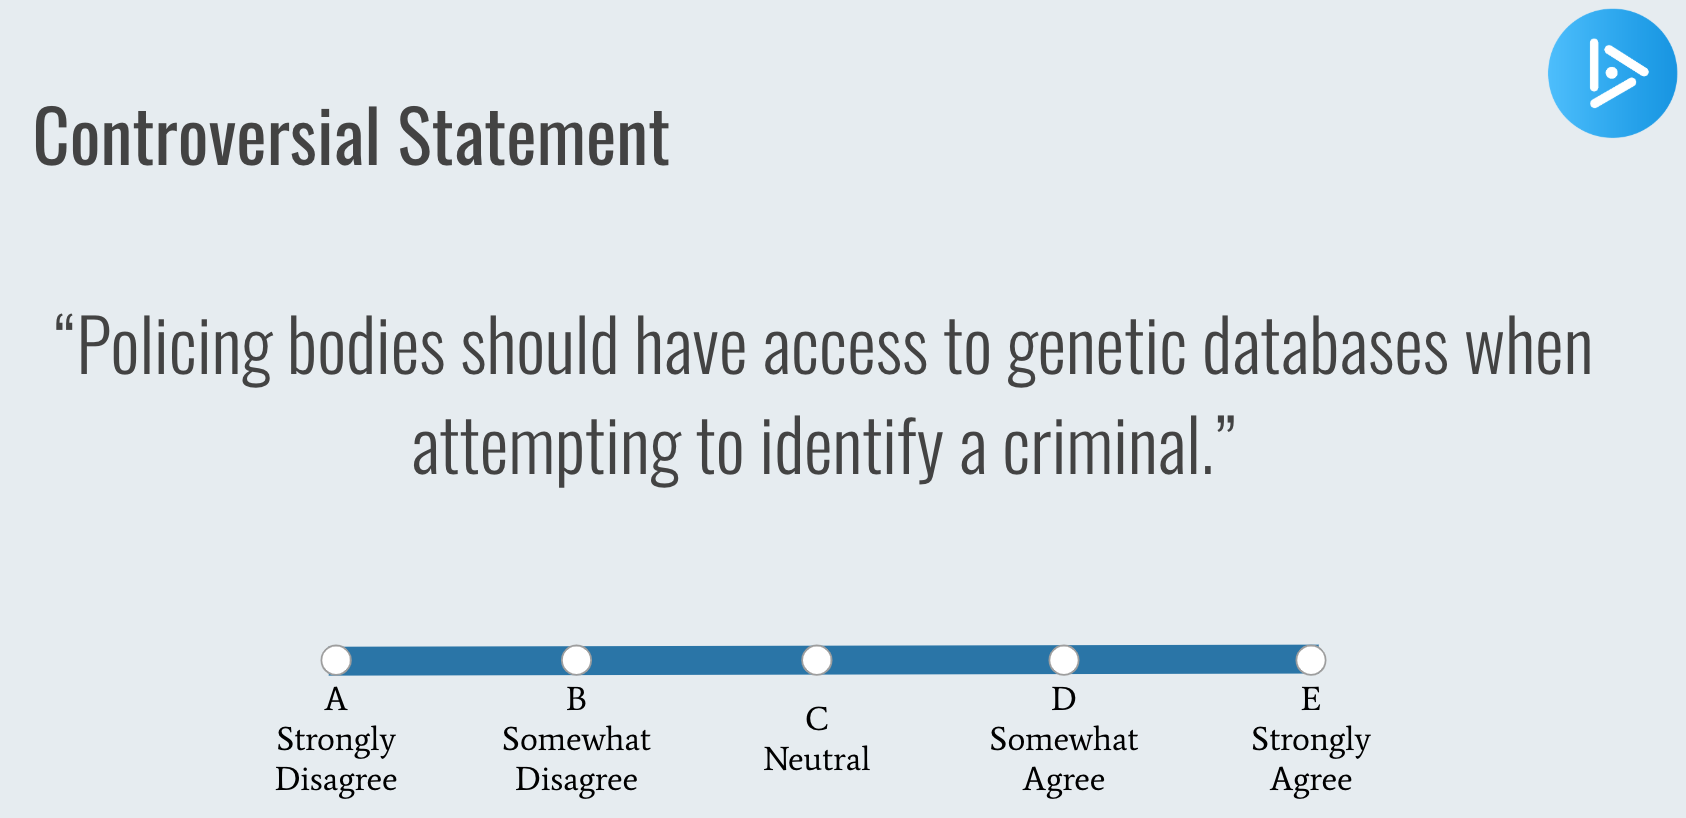 Controversial Statement
“Policing bodies should have access to genetic databases when
attempting to identify a criminal.”
A
Strongly
Disagree
B
Somewhat
Disagree
C
Neutral
D
Somewhat
Agree
E
Strongly
Agree